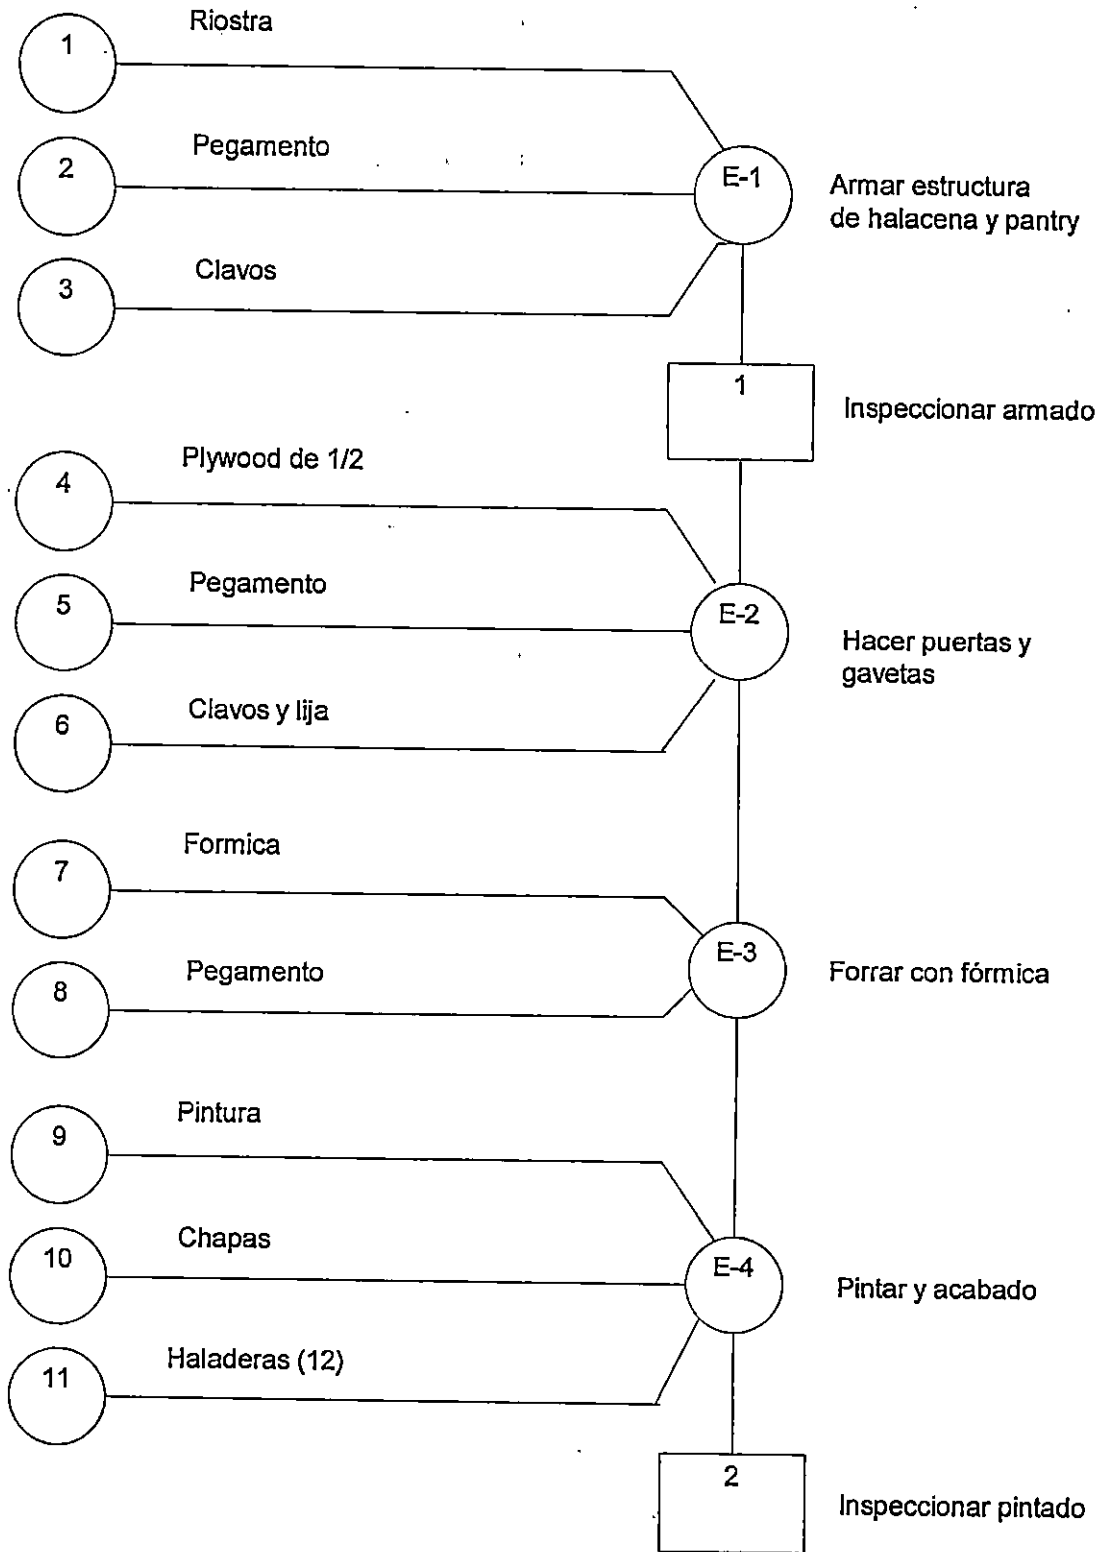 1
Riostra
2
Pegamento
E-1
Armar estructura
de halacena y pantry
3
Clavos
1
Inspeccionar armado
4
Plywood de 1/2
5
Pegamento
E-2
Hacer puertas y
gavetas
6
Clavos y lija
7
Formica
E-3
Forrar con fórmica
8
Pegamento
9
Pintura
10
Chapas
E-4
Pintar y acabado
11
Haladeras (12)
2
Inspeccionar pintado